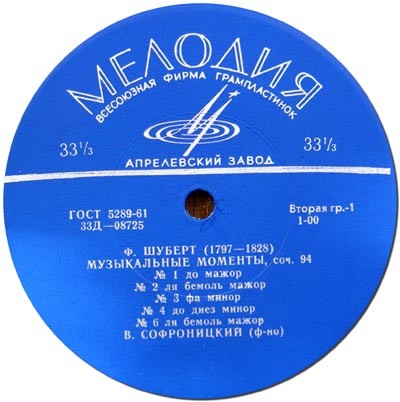 МЕЛОДИЯ
ВСЕСОЮЗНАЯ ФИРМА ГРАМПЛАСТИНОК
33⅓ 33⅓
АПРЕЛЕВСКИЙ ЗАВОД
ГОСТ 5289-61 Вторая гр.-1
33Д—08725 1-00
Ф. ШУБЕРТ (1797—1828)
МУЗЫКАЛЬНЫЕ МОМЕНТЫ, соч. 94
№ 1 до мажор
№ 2 ля бемоль мажор
№ 3 фа минор
№ 4 до диез минор
№ 6 ля бемоль мажор
В. СОФРОНИЦКИЙ (ф-но)